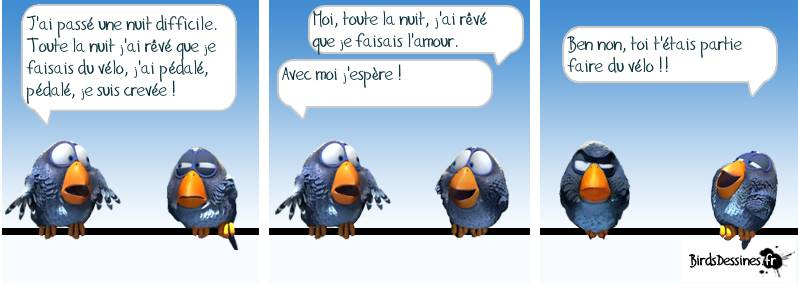 J'ai passé une nuit difficile.
Toute la nuit j'ai rêvé que je
faisais du vélo, j'ai pédalé,
pédalé, je suis crevée !
Moi, toute la nuit, j'ai rêvé
que je faisais l'amour.
Avec moi j'espère !
Ben non, toi t'étais partie
faire du vélo !!
BirdsDessines.fr